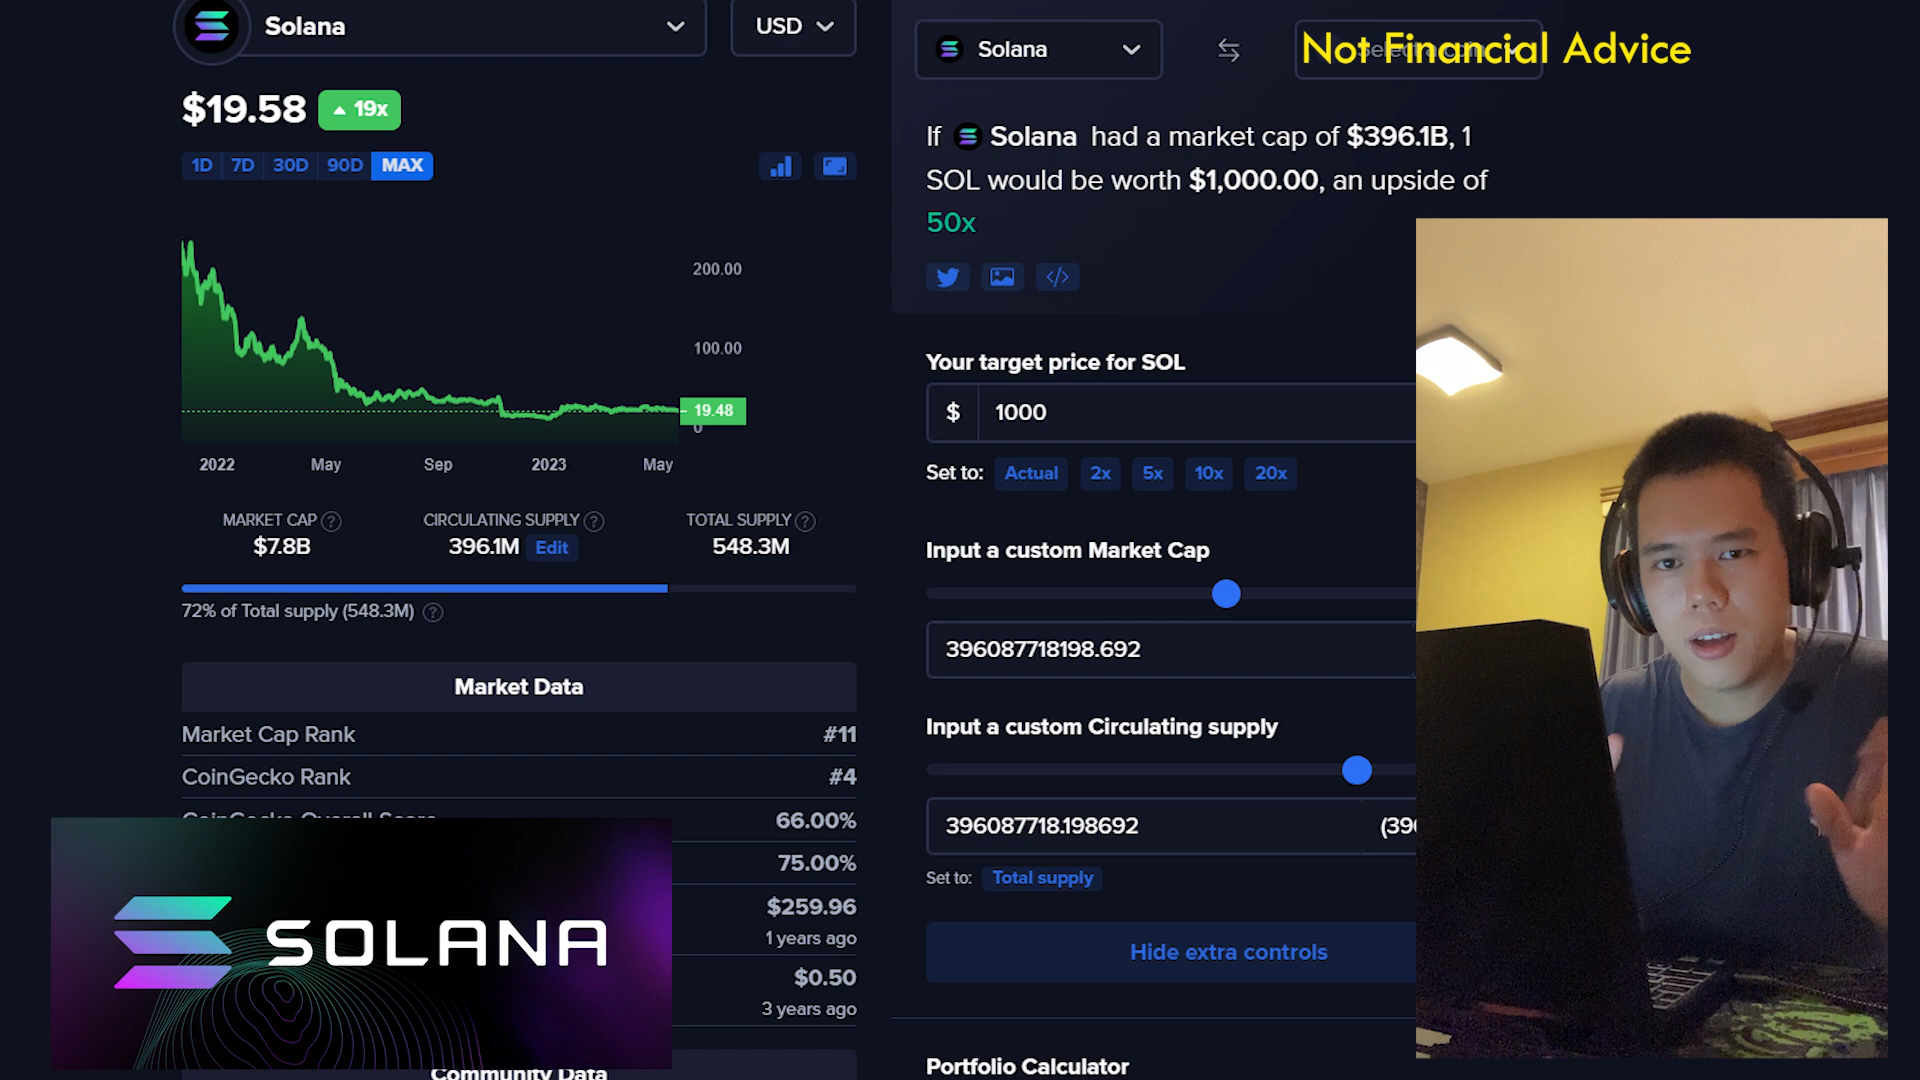 Solana
USD
$19.58
19x
1D 7D 30D 90D MAX
200.00
100.00
19.48
0
2022 May Sep 2023 May
MARKET CAP ?
$7.8B
CIRCULATING SUPPLY ?
396.1M Edit
TOTAL SUPPLY ?
548.3M
72% of Total supply (548.3M) ?
Market Data
Market Cap Rank #11
CoinGecko Rank #4
CoinGecko Overall Score 66.00%
75.00%
$259.96
1 years ago
$0.50
3 years ago
Community Data
SOLANA
Solana
Not Financial Advice
If Solana had a market cap of $396.1B, 1
SOL would be worth $1,000.00, an upside of
50x
Your target price for SOL
$ 1000
Set to: Actual 2x 5x 10x 20x
Input a custom Market Cap
396087718198.692
Input a custom Circulating supply
396087718.198692 (396
Set to: Total supply
Hide extra controls
Portfolio Calculator